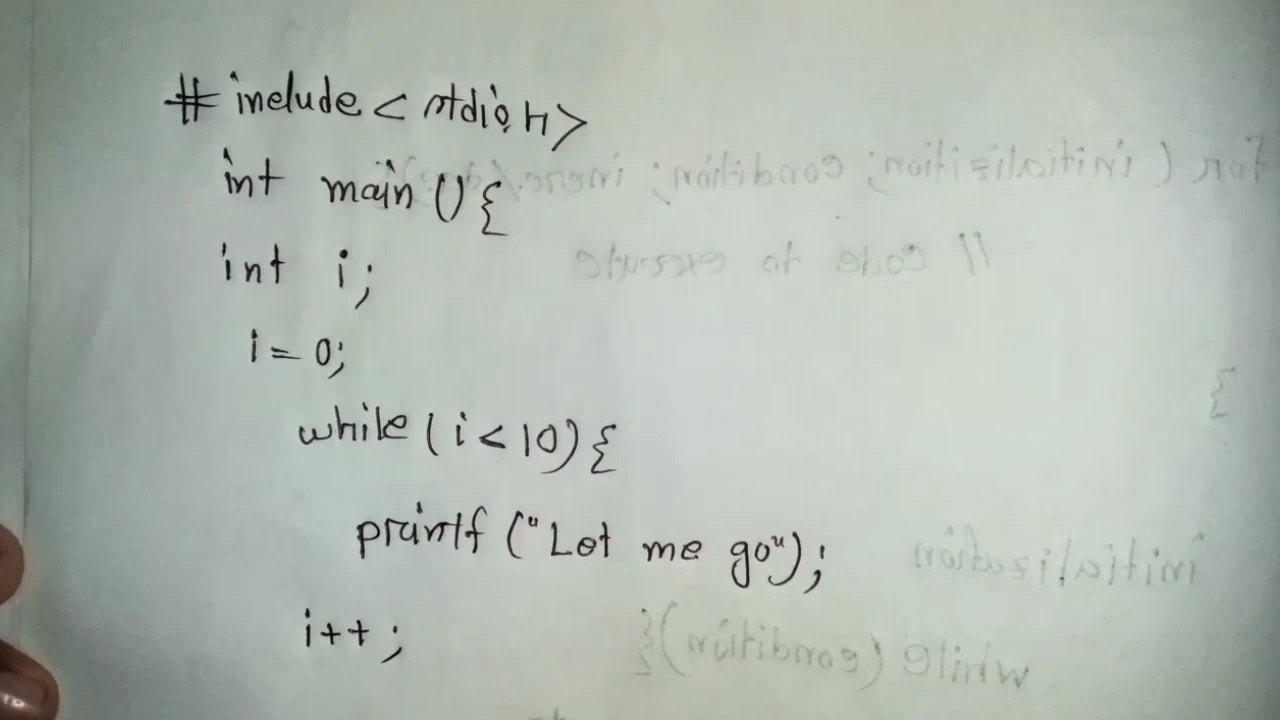 #include<stdio.h>
int main(){
int i;
i=0;
while(i<10){
printf("Let me go");
i++;